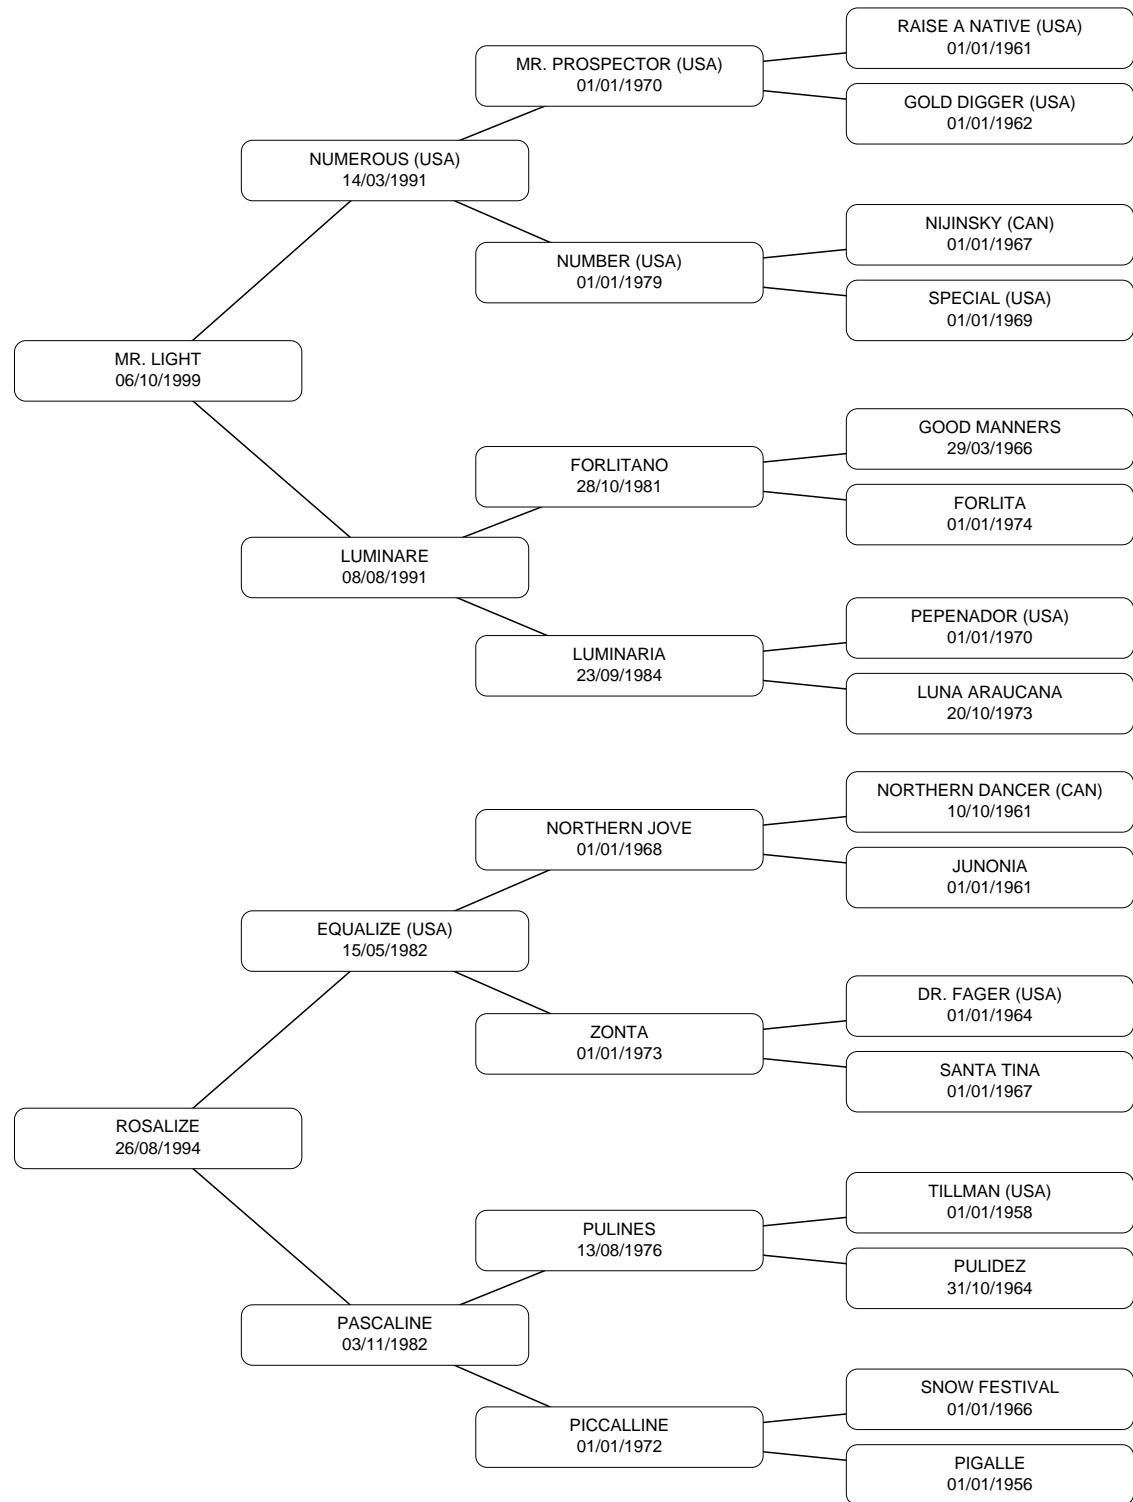 RAISE A NATIVE (USA)
01/01/1961
MR. PROSPECTOR (USA)
01/01/1970
GOLD DIGGER (USA)
01/01/1962
NUMEROUS (USA)
14/03/1991
NIJINSKY (CAN)
01/01/1967
NUMBER (USA)
01/01/1979
SPECIAL (USA)
01/01/1969
MR. LIGHT
06/10/1999
GOOD MANNERS
29/03/1966
FORLITANO
28/10/1981
FORLITA
01/01/1974
LUMINARE
08/08/1991
PEPENADOR (USA)
01/01/1970
LUMINARIA
23/09/1984
LUNA ARAUCANA
20/10/1973
NORTHERN DANCER (CAN)
10/10/1961
NORTHERN JOVE
01/01/1968
JUNONIA
01/01/1961
EQUALIZE (USA)
15/05/1982
DR. FAGER (USA)
01/01/1964
ZONTA
01/01/1973
SANTA TINA
01/01/1967
ROSALIZE
26/08/1994
TILLMAN (USA)
01/01/1958
PULINES
13/08/1976
PULIDEZ
31/10/1964
PASCALINE
03/11/1982
SNOW FESTIVAL
01/01/1966
PICCALLINE
01/01/1972
PIGALLE
01/01/1956